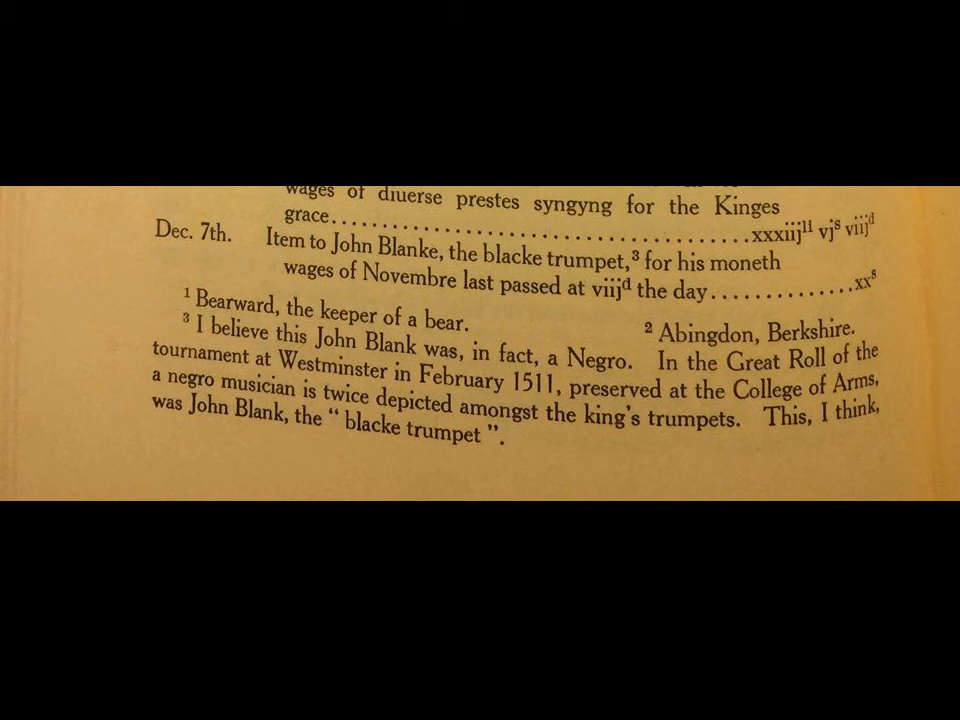 wages of diuerse prestes syngyng for the Kinges
grace........................................xxxiijli vjs viijd
Dec. 7th. Item to John Blanke, the blacke trumpet,3 for his moneth
wages of Novembre last passed at viijd the day..............xxs
1 Bearward, the keeper of a bear. 2 Abingdon, Berkshire.
3 I believe this John Blank was, in fact, a Negro. In the Great Roll of the
tournament at Westminster in February 1511, preserved at the College of Arms,
a negro musician is twice depicted amongst the king's trumpets. This, I think,
was John Blank, the “ blacke trumpet ”.